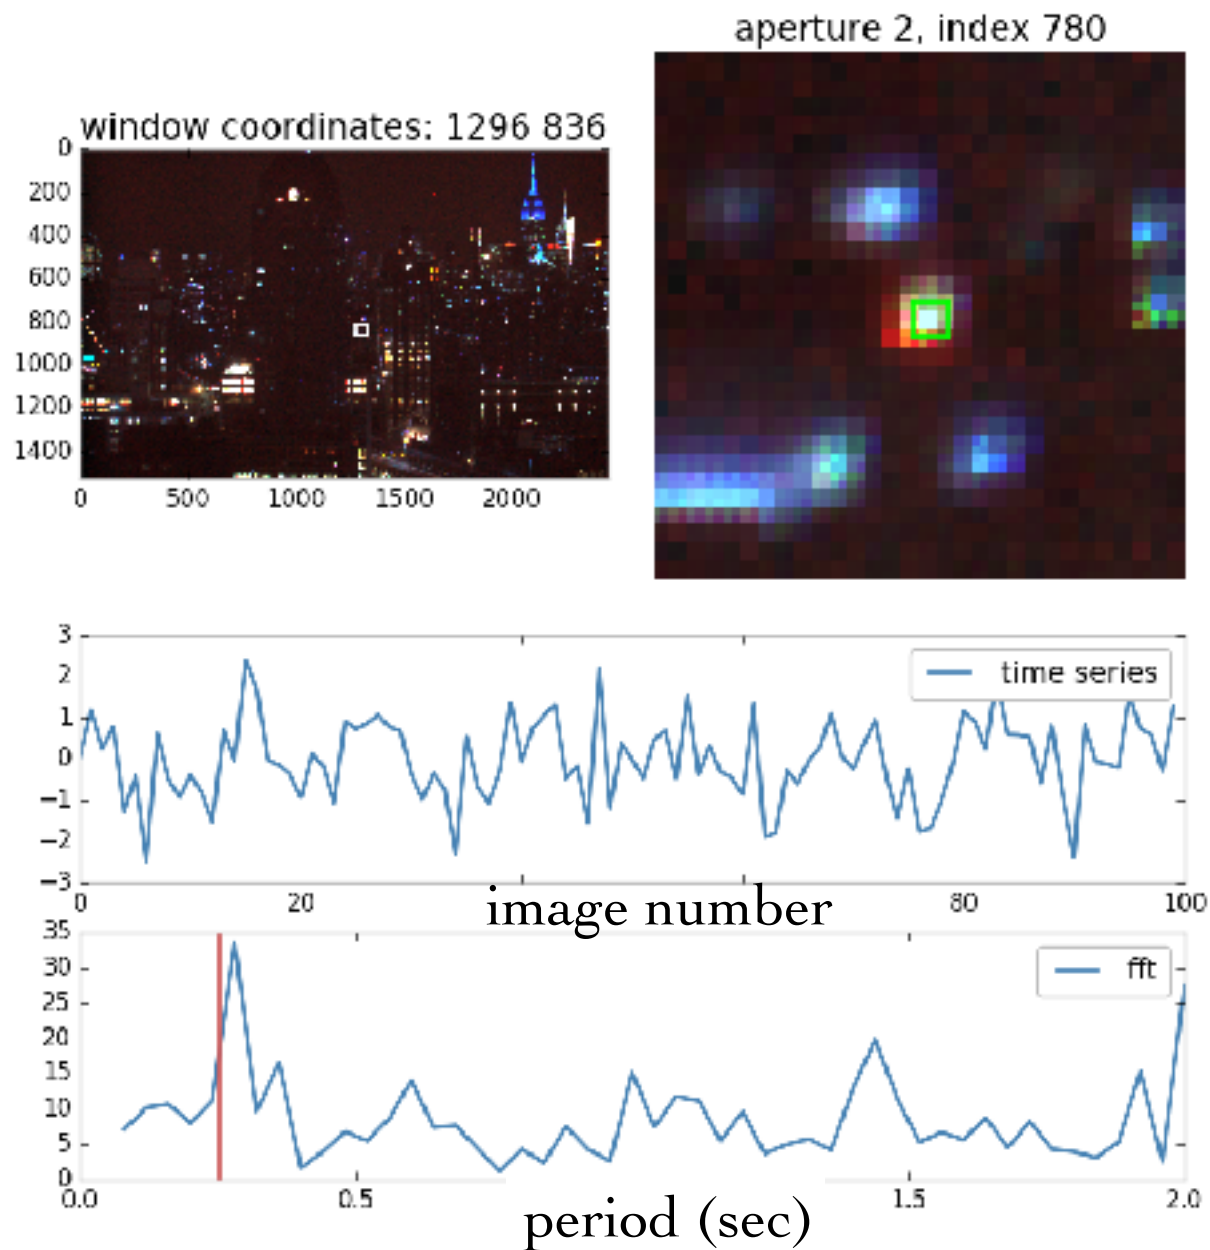 aperture 2, index 780
window coordinates: 1296 836
0
200
400
600
800
1000
1200
1400
0 500 1000 1500 2000
3
2
1
0
−1
−2
−3
time series
0 20 80 100
image number
35
30
25
20
15
10
5
0
fft
0.0 0.5 1.5 2.0
period (sec)